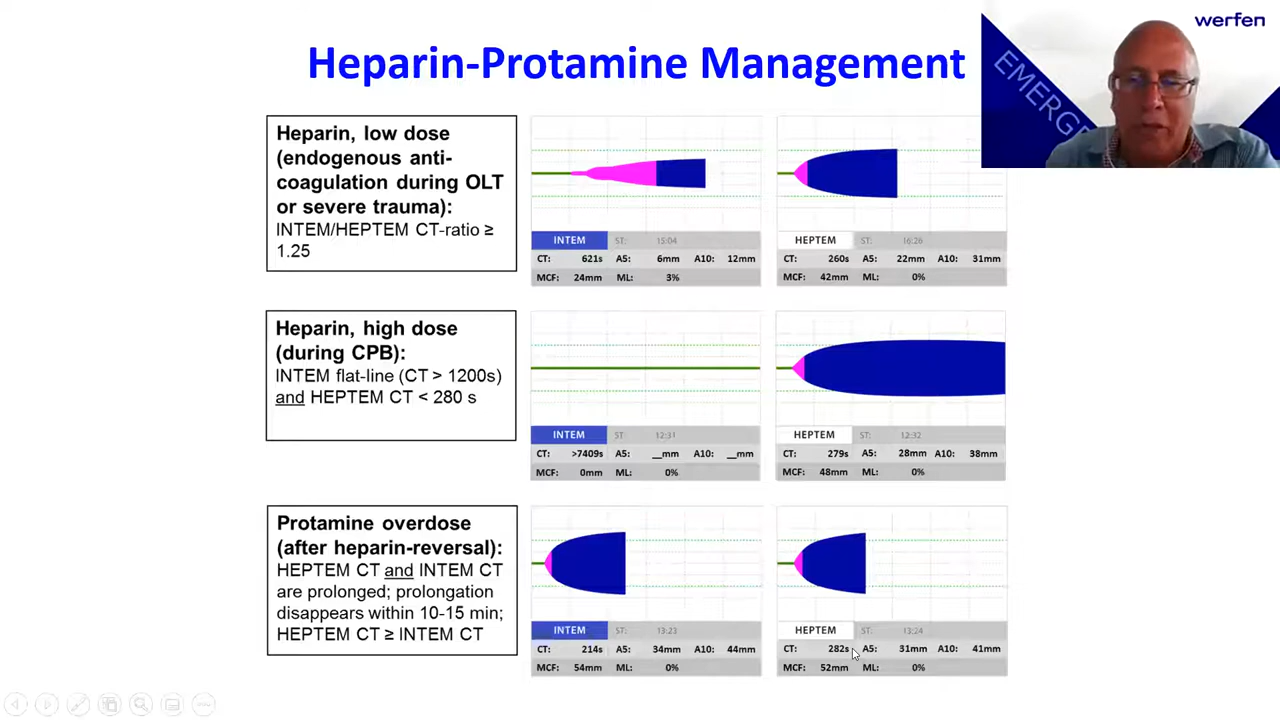 werfen
Heparin-Protamine Management
EMERGE
Heparin, low dose
(endogenous anti-
coagulation during OLT
or severe trauma):
INTEM/HEPTEM CT-ratio ≥
1.25
INTEM ST: 15:04
CT: 621s A5: 6mm A10: 12mm
MCF: 24mm ML: 3%
HEPTEM ST: 16:26
CT: 260s A5: 22mm A10: 31mm
MCF: 42mm ML: 0%
Heparin, high dose
(during CPB):
INTEM flat-line (CT > 1200s)
and HEPTEM CT < 280 s
INTEM ST: 12:31
CT: >7409s A5: __mm A10: __mm
MCF: 0mm ML: 0%
HEPTEM ST: 12:32
CT: 279s A5: 28mm A10: 38mm
MCF: 48mm ML: 0%
Protamine overdose
(after heparin-reversal):
HEPTEM CT and INTEM CT
are prolonged; prolongation
disappears within 10-15 min;
HEPTEM CT ≥ INTEM CT
INTEM ST: 13:23
CT: 214s A5: 34mm A10: 44mm
MCF: 54mm ML: 0%
HEPTEM ST: 13:24
CT: 282s A5: 31mm A10: 41mm
MCF: 52mm ML: 0%